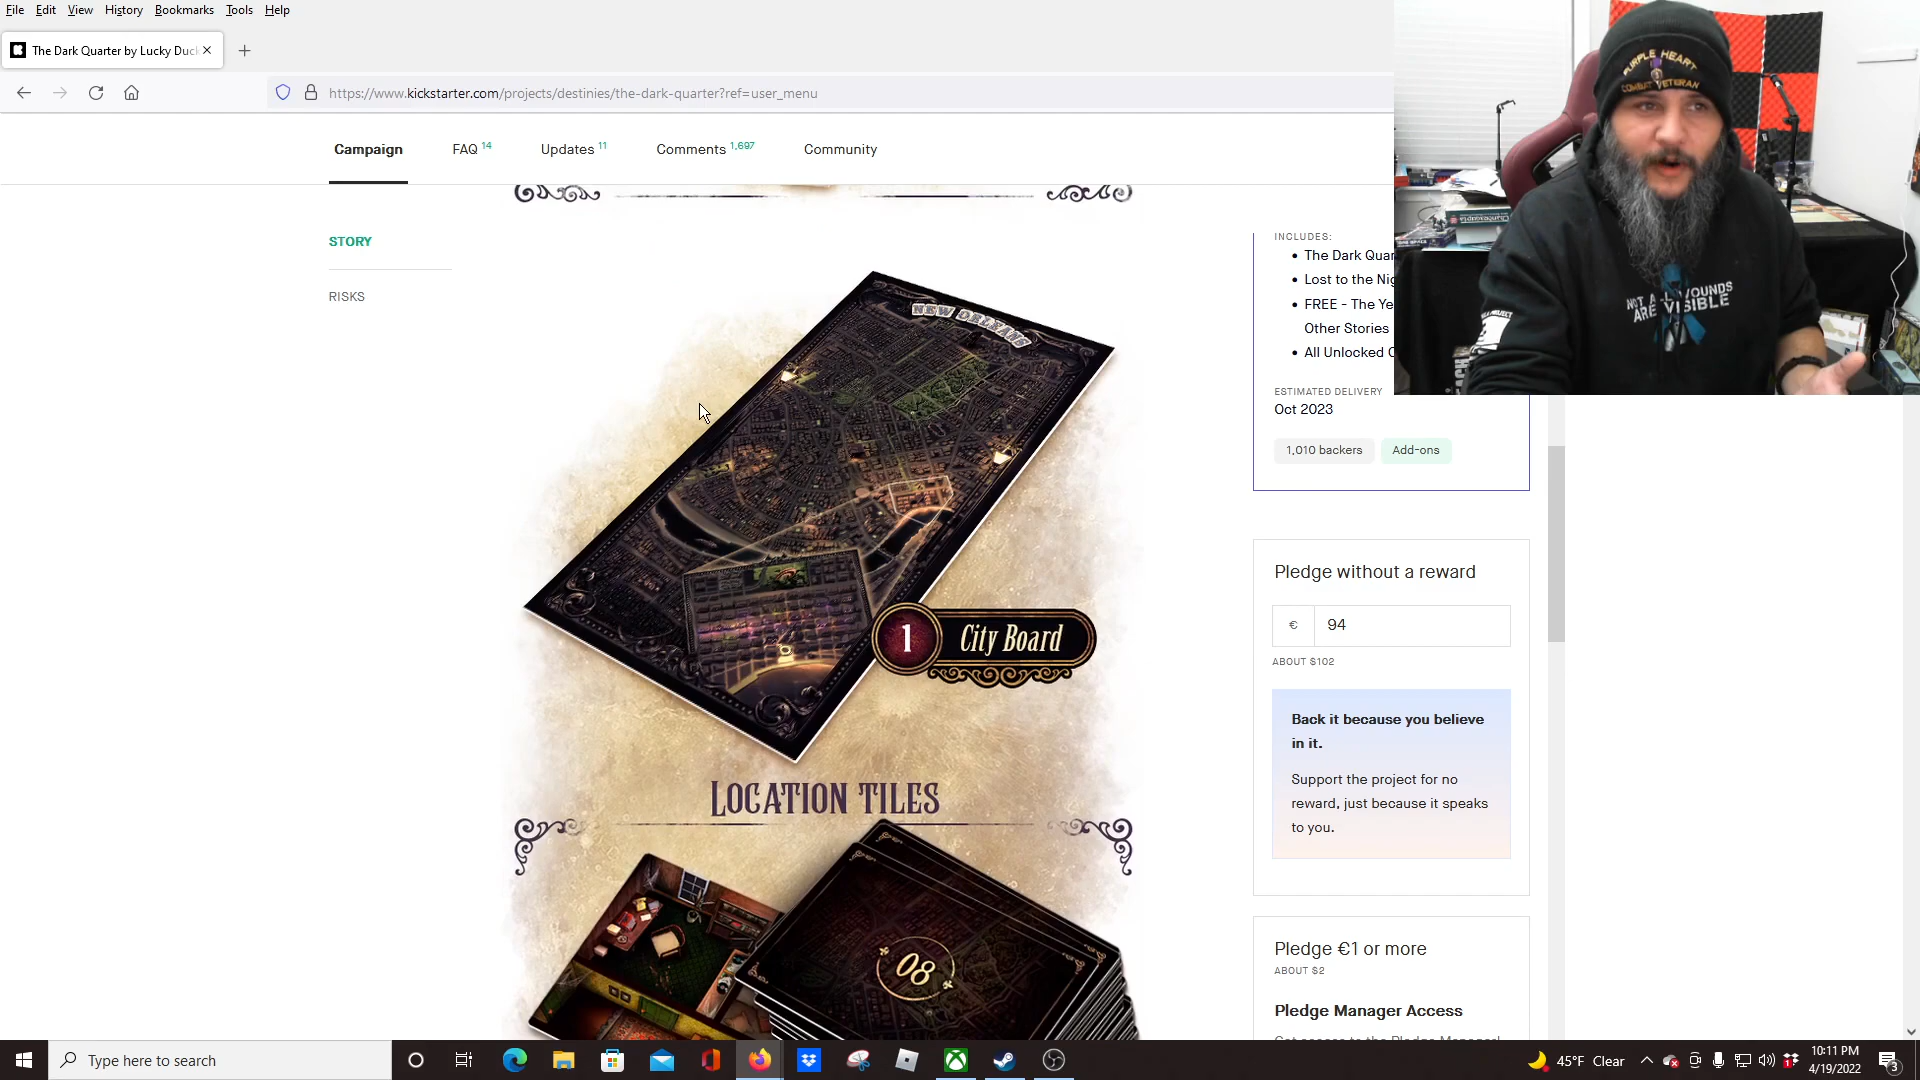 File Edit View History Bookmarks Tools Help
The Dark Quarter by Lucky Duc
https://www.kickstarter.com/projects/destinies/the-dark-quarter?ref=user_menu
Campaign FAQ 14 Updates 11 Comments 1,697 Community
STORY
RISKS
NEW ORLEANS
1 City Board
LOCATION TILES
08
INCLUDES:
The Dark Quar
Lost to the Nig
FREE - The Ye
Other Stories
All Unlocked
ESTIMATED DELIVERY
Oct 2023
1,010 backers Add-ons
Pledge without a reward
€ 94
ABOUT $102
Back it because you believe
in it.
Support the project for no
reward, just because it speaks
to you.
Pledge €1 or more
ABOUT $2
Pledge Manager Access
PURPLE HEART
COMBAT VETERAN
NOT ALL WOUNDS
ARE VISIBLE
Type here to search
45°F Clear
10:11 PM
4/19/2022
3